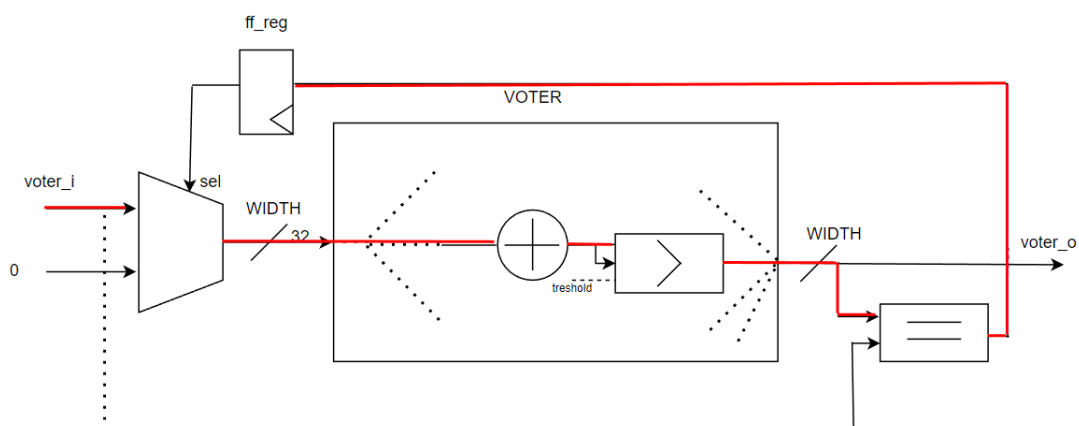 ff_reg
VOTER
voter_i
sel
WIDTH
32
WIDTH
voter_o
0
treshold